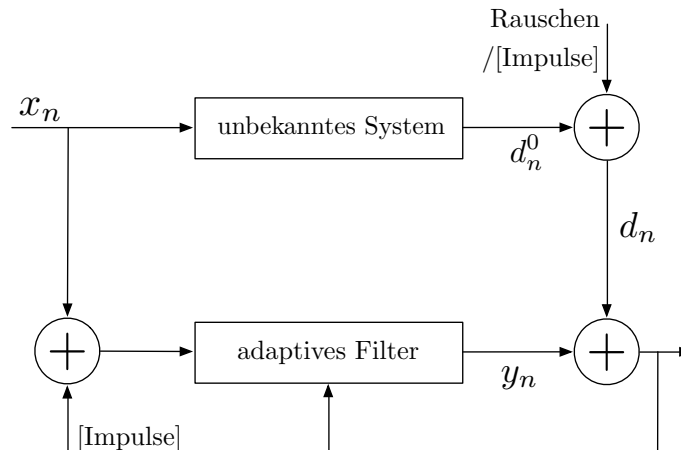 Rauschen
/[Impulse]
x_n
unbekanntes System
d_n^0
d_n
adaptives Filter
y_n
[Impulse]